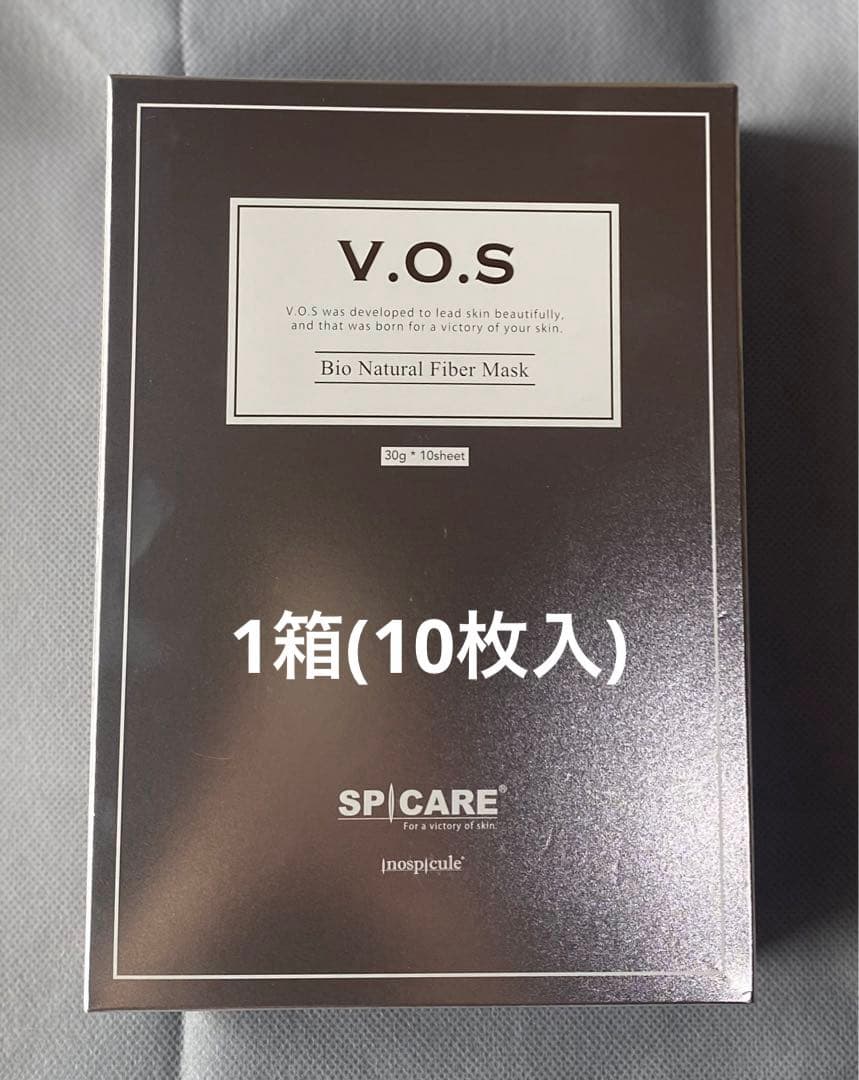 V.O.S
V.O.S was developed to lead skin beautifully,
and that was born for a victory of your skin.
Bio Natural Fiber Mask
30g * 10sheet
1箱(10枚入)
SPICARE®
For a victory of skin.
inospicule®